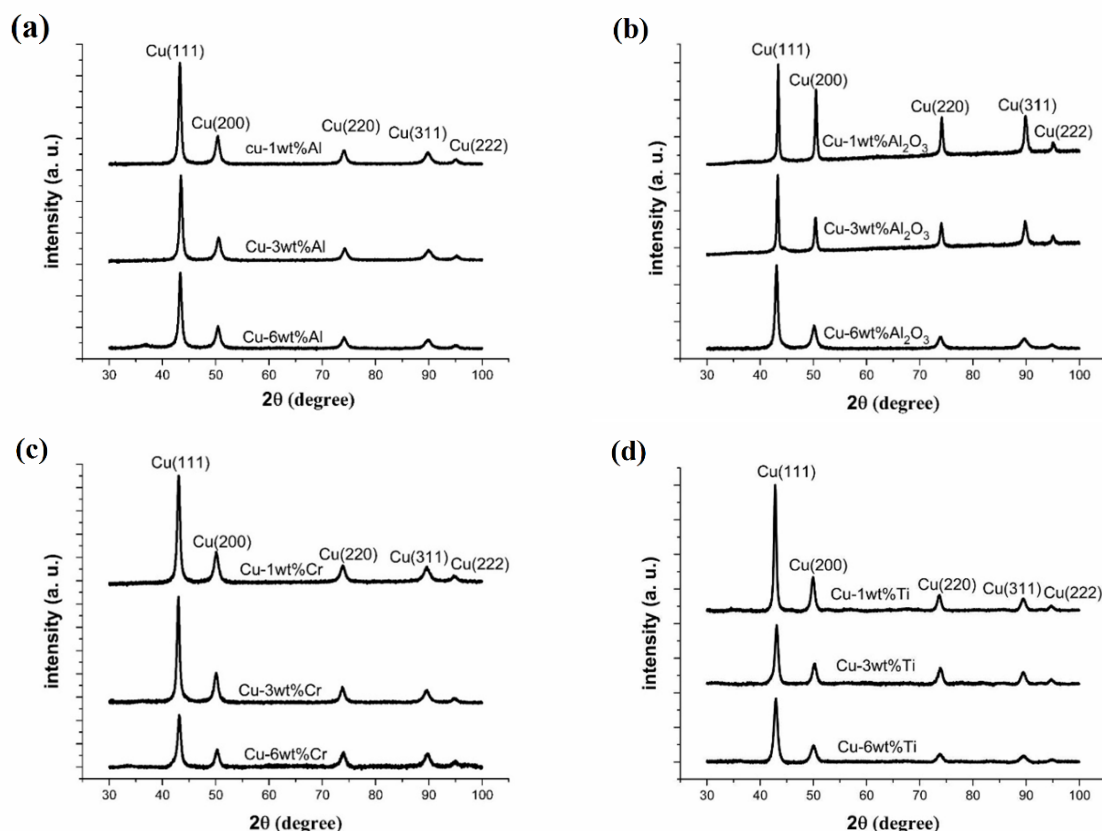 (a)
Cu(111)
Cu(200)
Cu(220)
Cu(311)
Cu(222)
cu-1wt%Al
Cu-3wt%Al
Cu-6wt%Al
intensity (a. u.)
30 40 50 60 70 80 90 100
2θ (degree)
(b)
Cu(111)
Cu(200)
Cu(220)
Cu(311)
Cu(222)
Cu-1wt%Al₂O₃
Cu-3wt%Al₂O₃
Cu-6wt%Al₂O₃
intensity (a. u.)
30 40 50 60 70 80 90 100
2θ (degree)
(c)
Cu(111)
Cu(200)
Cu(220)
Cu(311)
Cu(222)
Cu-1wt%Cr
Cu-3wt%Cr
Cu-6wt%Cr
intensity (a. u.)
30 40 50 60 70 80 90 100
2θ (degree)
(d)
Cu(111)
Cu(200)
Cu(220)
Cu(311)
Cu(222)
Cu-1wt%Ti
Cu-3wt%Ti
Cu-6wt%Ti
intensity (a. u.)
30 40 50 60 70 80 90 100
2θ (degree)